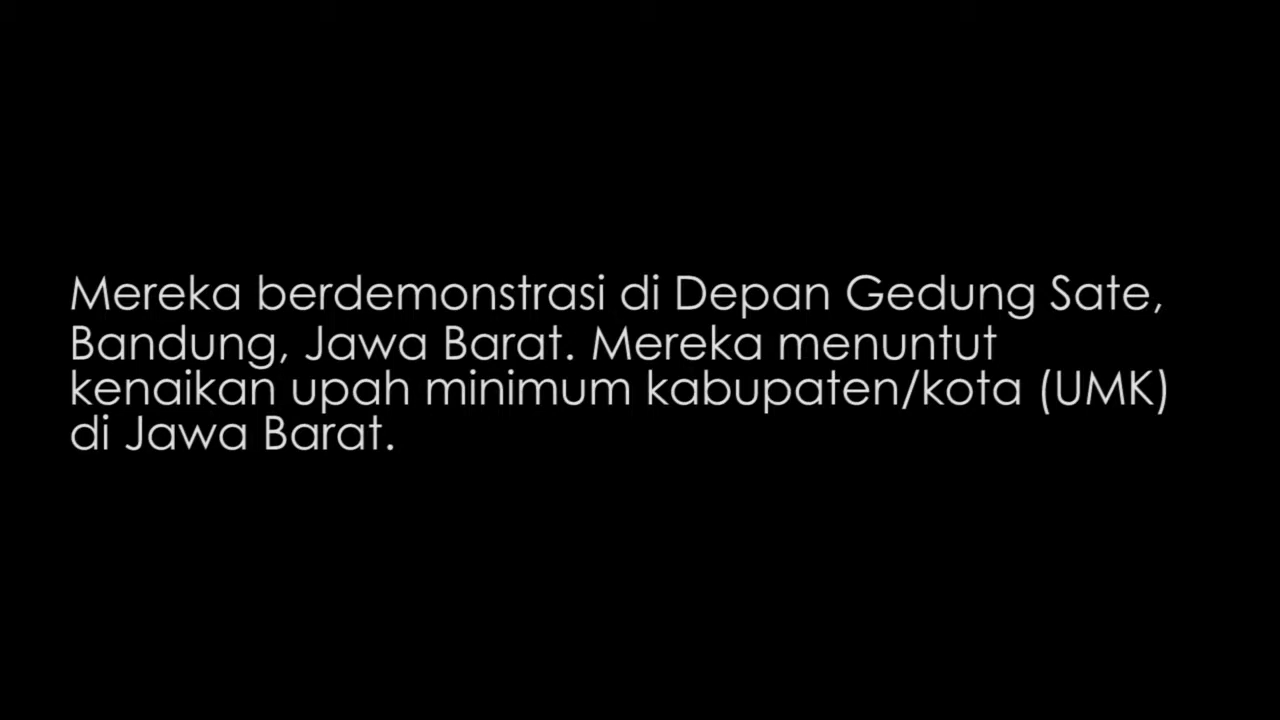 Mereka berdemonstrasi di Depan Gedung Sate,
Bandung, Jawa Barat. Mereka menuntut
kenaikan upah minimum kabupaten/kota (UMK)
di Jawa Barat.